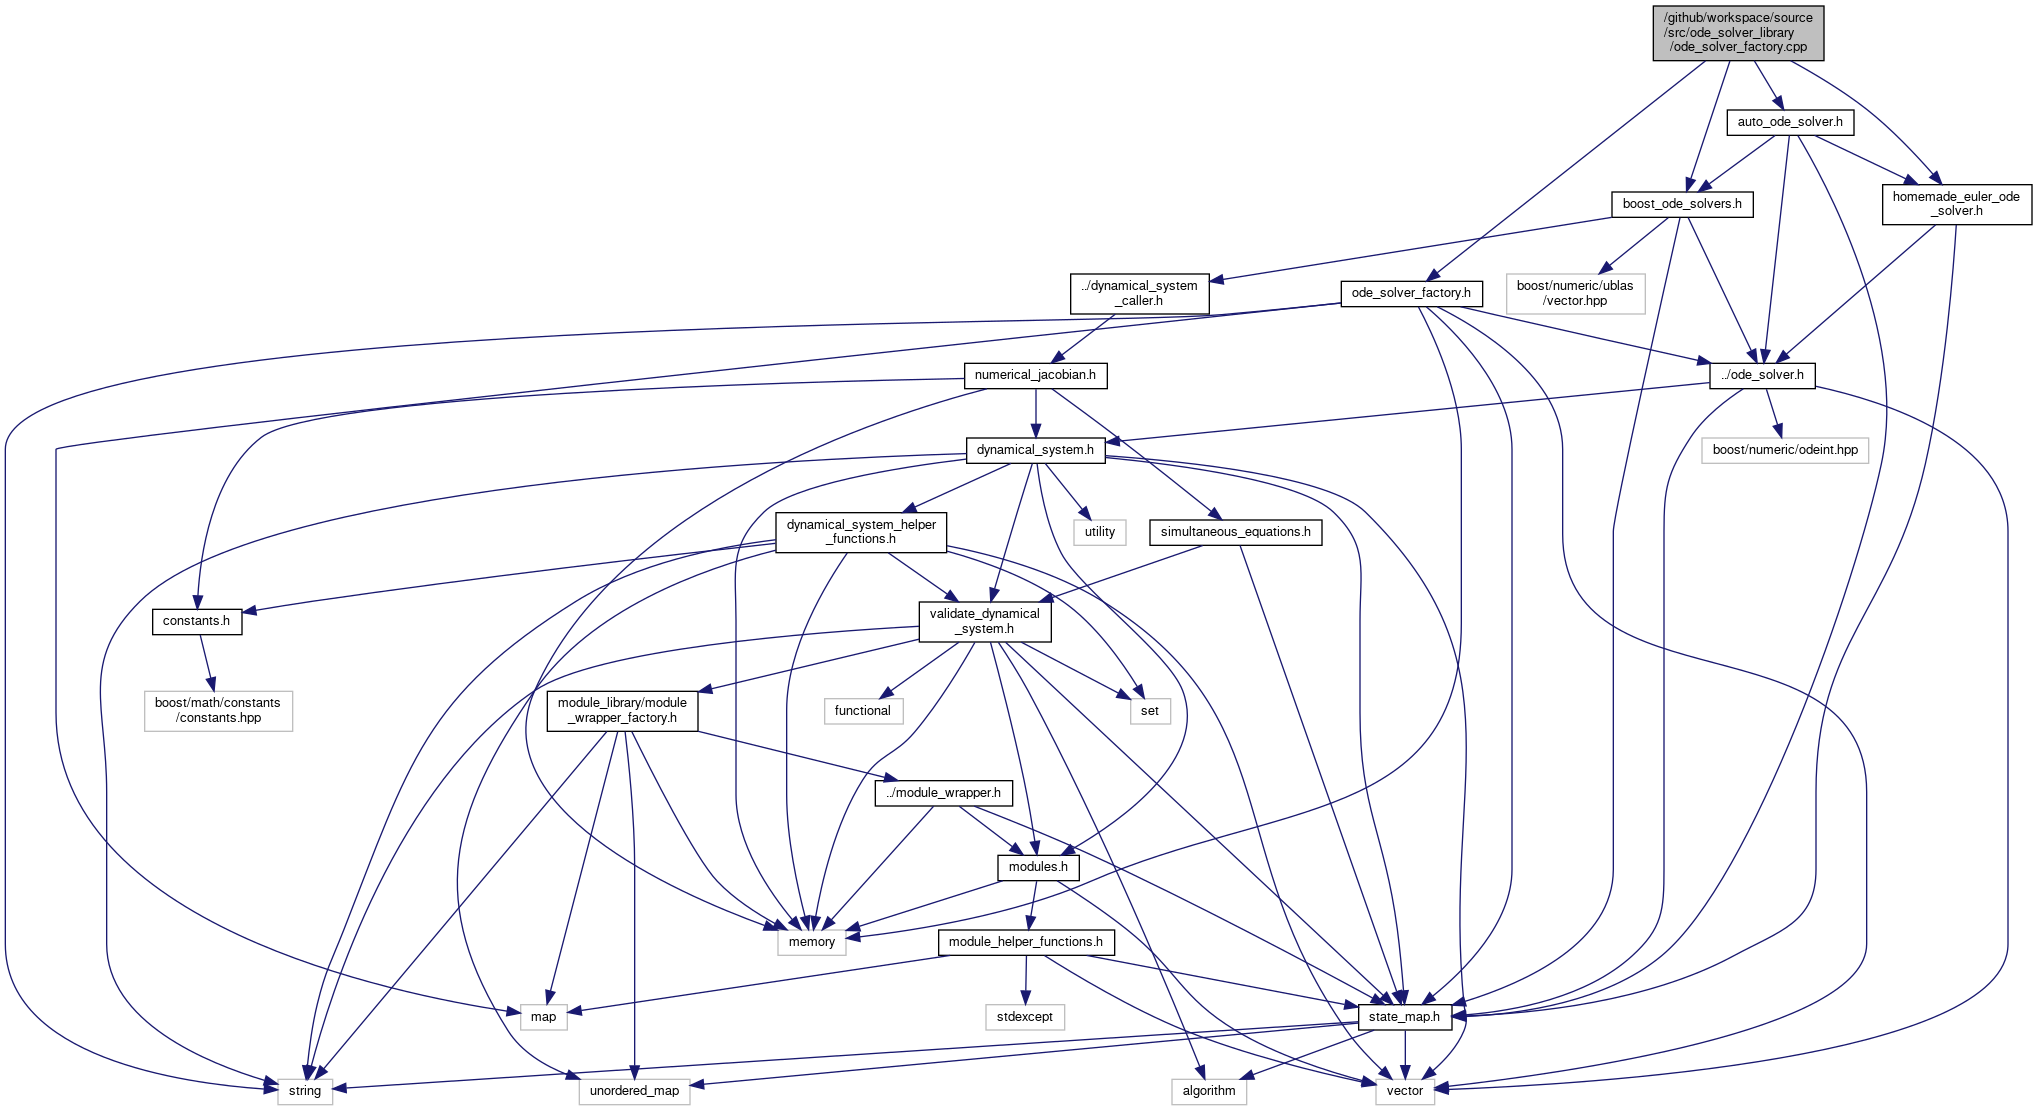 /github/workspace/source
/src/ode_solver_library
/ode_solver_factory.cpp
auto_ode_solver.h
boost_ode_solvers.h
homemade_euler_ode
_solver.h
../dynamical_system
_caller.h
ode_solver_factory.h
boost/numeric/ublas
/vector.hpp
numerical_jacobian.h
../ode_solver.h
dynamical_system.h
boost/numeric/odeint.hpp
dynamical_system_helper
_functions.h
utility
simultaneous_equations.h
constants.h
validate_dynamical
_system.h
boost/math/constants
/constants.hpp
module_library/module
_wrapper_factory.h
functional
set
../module_wrapper.h
modules.h
memory
module_helper_functions.h
map
stdexcept
state_map.h
string
unordered_map
algorithm
vector